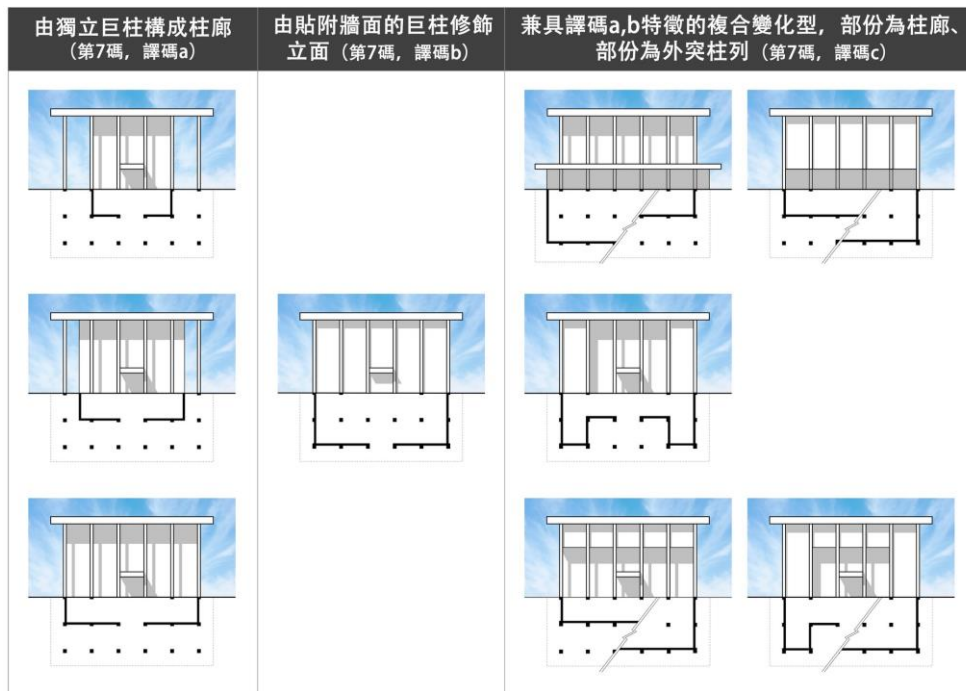 由獨立巨柱構成柱廊
(第7碼，譯碼a)
由貼附牆面的巨柱修飾
立面 (第7碼，譯碼b)
兼具譯碼a,b特徵的複合變化型，部份為柱廊、
部份為外突柱列 (第7碼，譯碼c)